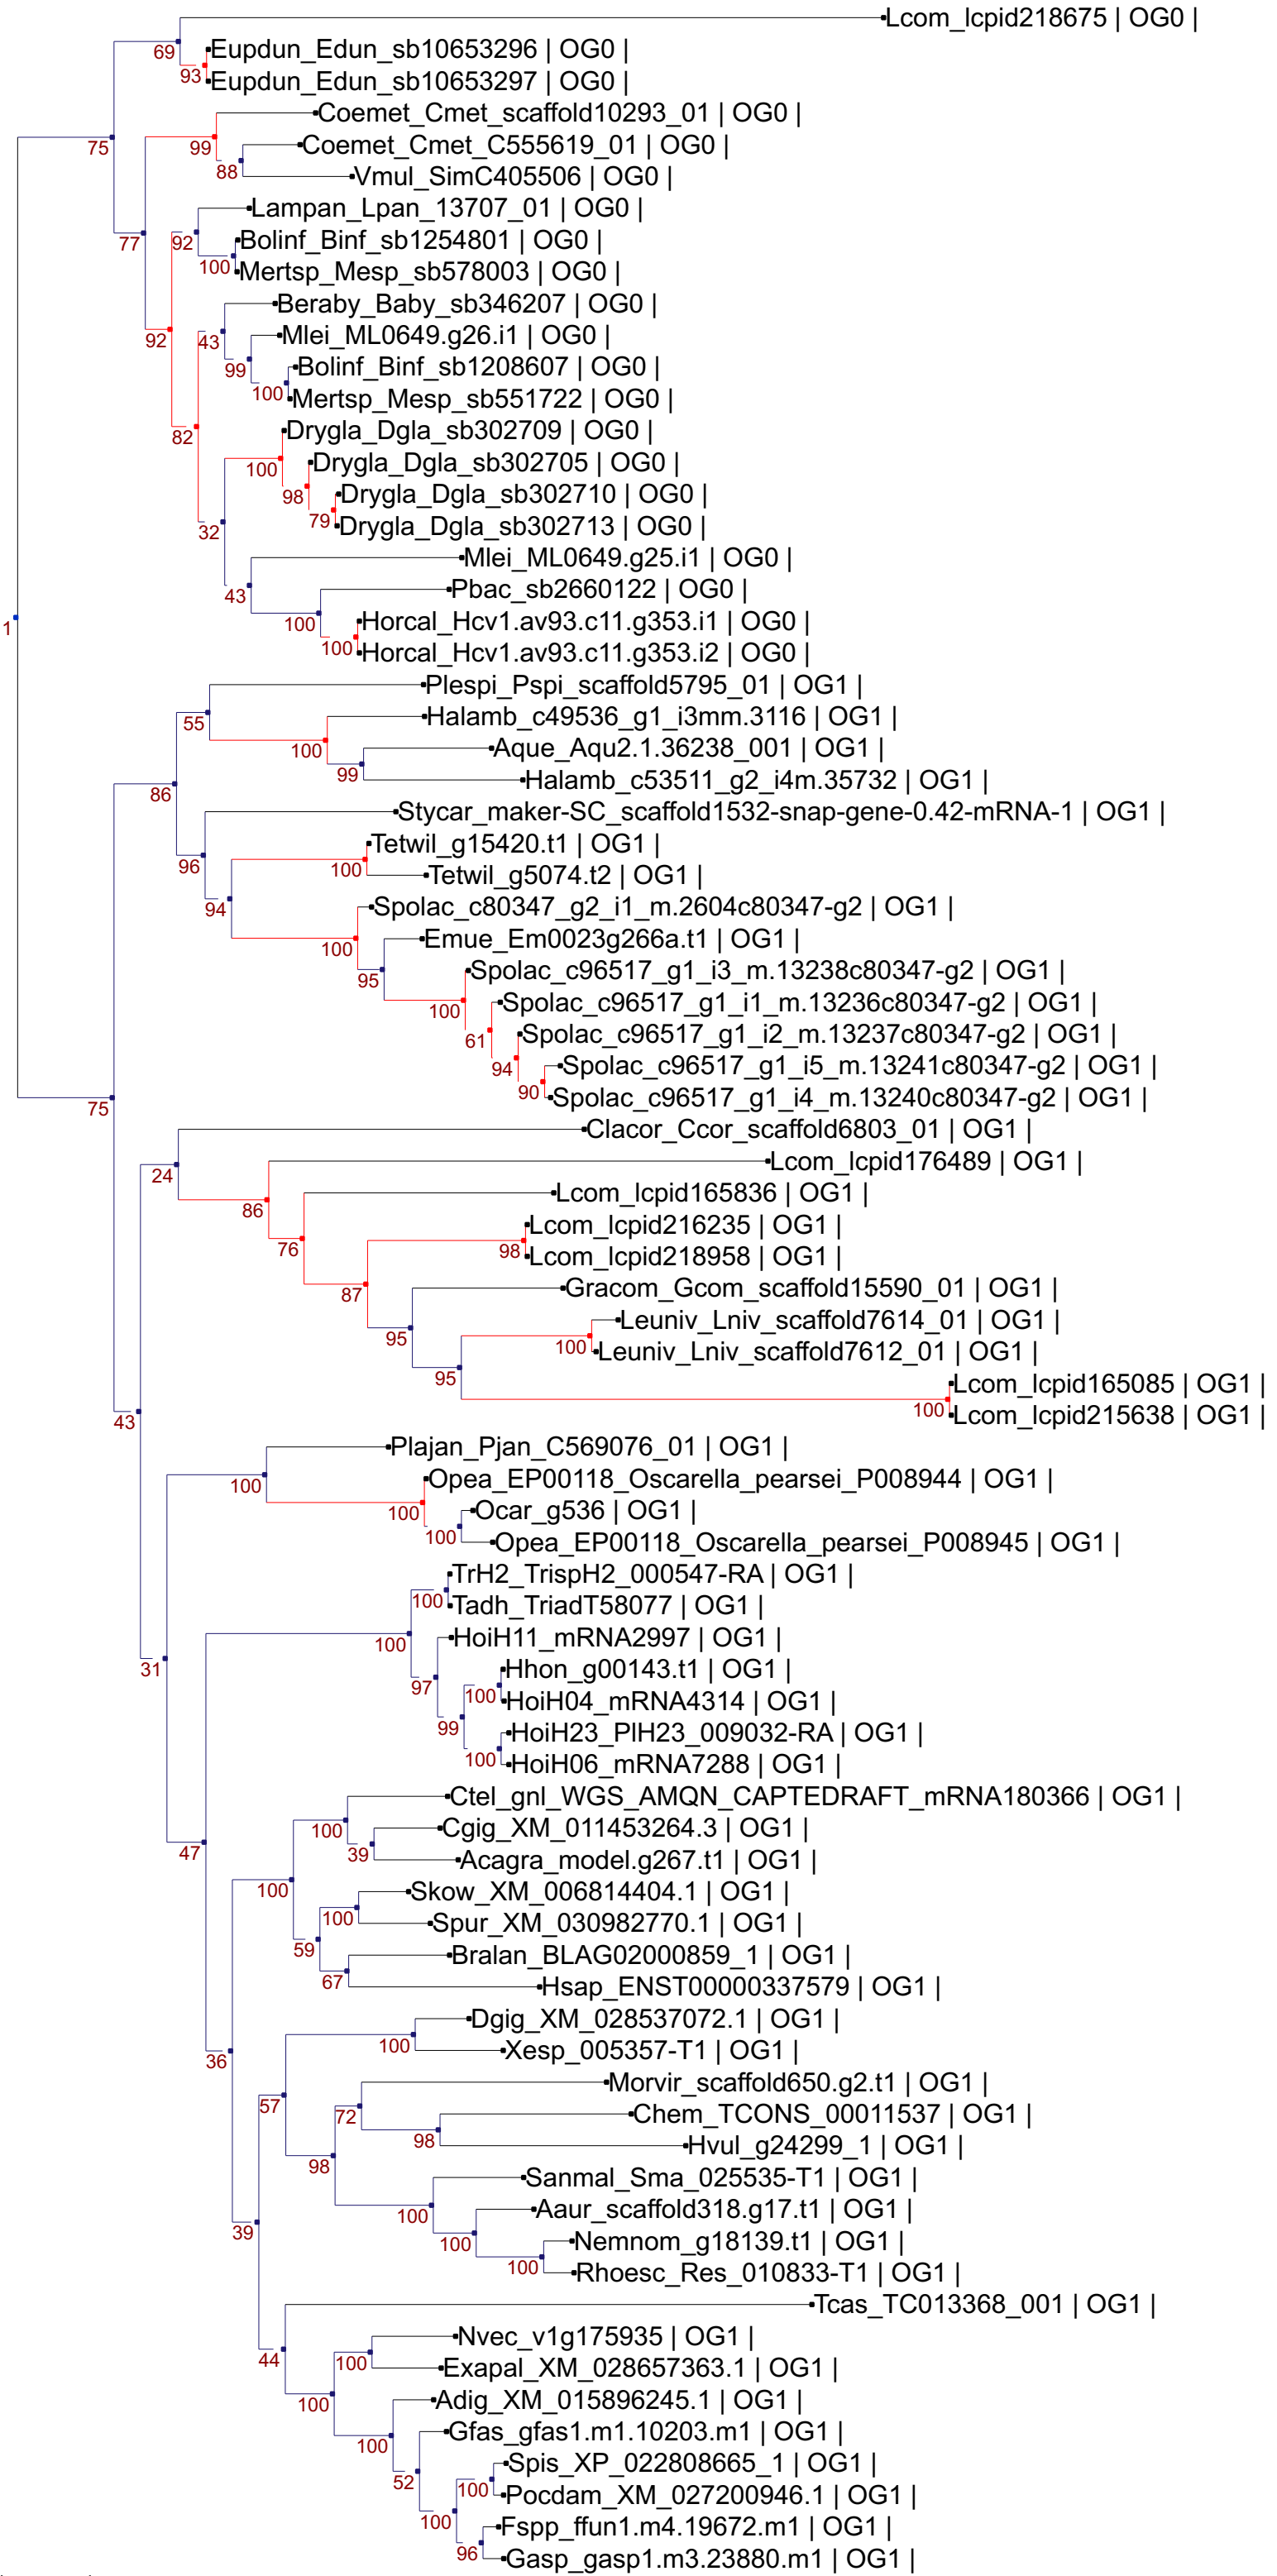 Lcom_lcpid218675 | OG0 |
69
Eupdun_Edun_sb10653296 | OG0 |
93
Eupdun_Edun_sb10653297 | OG0 |
75
Coemet_Cmet_scaffold10293_01 | OG0 |
99
Coemet_Cmet_C555619_01 | OG0 |
88
Vmul_SimC405506 | OG0 |
77
Lampan_Lpan_13707_01 | OG0 |
92
Bolinf_Binf_sb1254801 | OG0 |
100
Mertsp_Mesp_sb578003 | OG0 |
92
Beraby_Baby_sb346207 | OG0 |
43
Mlei_ML0649.g26.i1 | OG0 |
99
Bolinf_Binf_sb1208607 | OG0 |
100
Mertsp_Mesp_sb551722 | OG0 |
82
Drygla_Dgla_sb302709 | OG0 |
100
Drygla_Dgla_sb302705 | OG0 |
98
Drygla_Dgla_sb302710 | OG0 |
79
Drygla_Dgla_sb302713 | OG0 |
32
Mlei_ML0649.g25.i1 | OG0 |
43
Pbac_sb2660122 | OG0 |
100
Horcal_Hcv1.av93.c11.g353.i1 | OG0 |
1
100
Horcal_Hcv1.av93.c11.g353.i2 | OG0 |
Plespi_Pspi_scaffold5795_01 | OG1 |
55
Halamb_c49536_g1_i3mm.3116 | OG1 |
100
Aque_Aqu2.1.36238_001 | OG1 |
99
Halamb_c53511_g2_i4m.35732 | OG1 |
86
Stycar_maker-SC_scaffold1532-snap-gene-0.42-mRNA-1 | OG1 |
Tetwil_g15420.t1 | OG1 |
96
100
Tetwil_g5074.t2 | OG1 |
94
Spolac_c80347_g2_i1_m.2604c80347-g2 | OG1 |
100
Emue_Em0023g266a.t1 | OG1 |
95
Spolac_c96517_g1_i3_m.13238c80347-g2 | OG1 |
100
Spolac_c96517_g1_i1_m.13236c80347-g2 | OG1 |
61
Spolac_c96517_g1_i2_m.13237c80347-g2 | OG1 |
94
Spolac_c96517_g1_i5_m.13241c80347-g2 | OG1 |
90
Spolac_c96517_g1_i4_m.13240c80347-g2 | OG1 |
75
Clacor_Ccor_scaffold6803_01 | OG1 |
24
Lcom_lcpid176489 | OG1 |
86
Lcom_lcpid165836 | OG1 |
76
Lcom_lcpid216235 | OG1 |
98
Lcom_lcpid218958 | OG1 |
87
Gracom_Gcom_scaffold15590_01 | OG1 |
95
Leuniv_Lniv_scaffold7614_01 | OG1 |
100
Leuniv_Lniv_scaffold7612_01 | OG1 |
95
Lcom_lcpid165085 | OG1 |
100
Lcom_lcpid215638 | OG1 |
43
Plajan_Pjan_C569076_01 | OG1 |
100
Opea_EP00118_Oscarella_pearsei_P008944 | OG1 |
100
Ocar_g536 | OG1 |
100
Opea_EP00118_Oscarella_pearsei_P008945 | OG1 |
TrH2_TrispH2_000547-RA | OG1 |
100
Tadh_TriadT58077 | OG1 |
100
HoiH11_mRNA2997 | OG1 |
31
Hhon_g00143.t1 | OG1 |
97
100
HoiH04_mRNA4314 | OG1 |
99
HoiH23_PlH23_009032-RA | OG1 |
100
HoiH06_mRNA7288 | OG1 |
Ctel_gnl_WGS_AMQN_CAPTEDRAFT_mRNA180366 | OG1 |
100
Cgig_XM_011453264.3 | OG1 |
47
39
Acagra_model.g267.t1 | OG1 |
100
Skow_XM_006814404.1 | OG1 |
100
Spur_XM_030982770.1 | OG1 |
59
Bralan_BLAG02000859_1 | OG1 |
67
Hsap_ENST00000337579 | OG1 |
Dgig_XM_028537072.1 | OG1 |
100
Xesp_005357-T1 | OG1 |
36
Morvir_scaffold650.g2.t1 | OG1 |
57
72
Chem_TCONS_00011537 | OG1 |
98
Hvul_g24299_1 | OG1 |
98
Sanmal_Sma_025535-T1 | OG1 |
100
Aaur_scaffold318.g17.t1 | OG1 |
39
100
Nemnom_g18139.t1 | OG1 |
100
Rhoesc_Res_010833-T1 | OG1 |
Tcas_TC013368_001 | OG1 |
Nvec_v1g175935 | OG1 |
44
100
Exapal_XM_028657363.1 | OG1 |
100
Adig_XM_015896245.1 | OG1 |
100
Gfas_gfas1.m1.10203.m1 | OG1 |
52
Spis_XP_022808665_1 | OG1 |
100
Pocdam_XM_027200946.1 | OG1 |
100
Fspp_ffun1.m4.19672.m1 | OG1 |
96
Gasp_gasp1.m3.23880.m1 | OG1 |